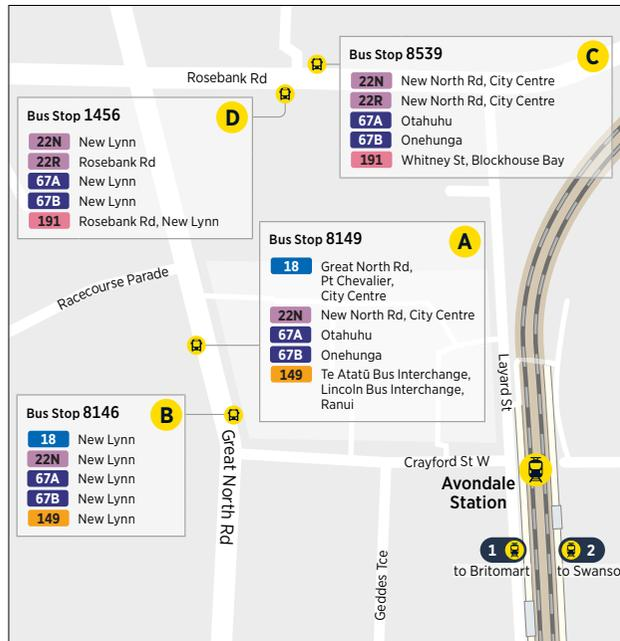 Bus Stop 8539
C
22N New North Rd, City Centre
22R New North Rd, City Centre
67A Otahuhu
67B Onehunga
191 Whitney St, Blockhouse Bay
Rosebank Rd
Bus Stop 1456
D
22N New Lynn
22R Rosebank Rd
67A New Lynn
67B New Lynn
191 Rosebank Rd, New Lynn
Bus Stop 8149
A
18 Great North Rd,
Pt Chevalier,
City Centre
22N New North Rd, City Centre
67A Otahuhu
67B Onehunga
149 Te Atatū Bus Interchange,
Lincoln Bus Interchange,
Ranui
Racecourse Parade
Layard St
Bus Stop 8146
B
18 New Lynn
22N New Lynn
67A New Lynn
67B New Lynn
149 New Lynn
Great North Rd
Crayford St W
Avondale
Station
Geddes Tce
1
2
to Britomart
to Swanso